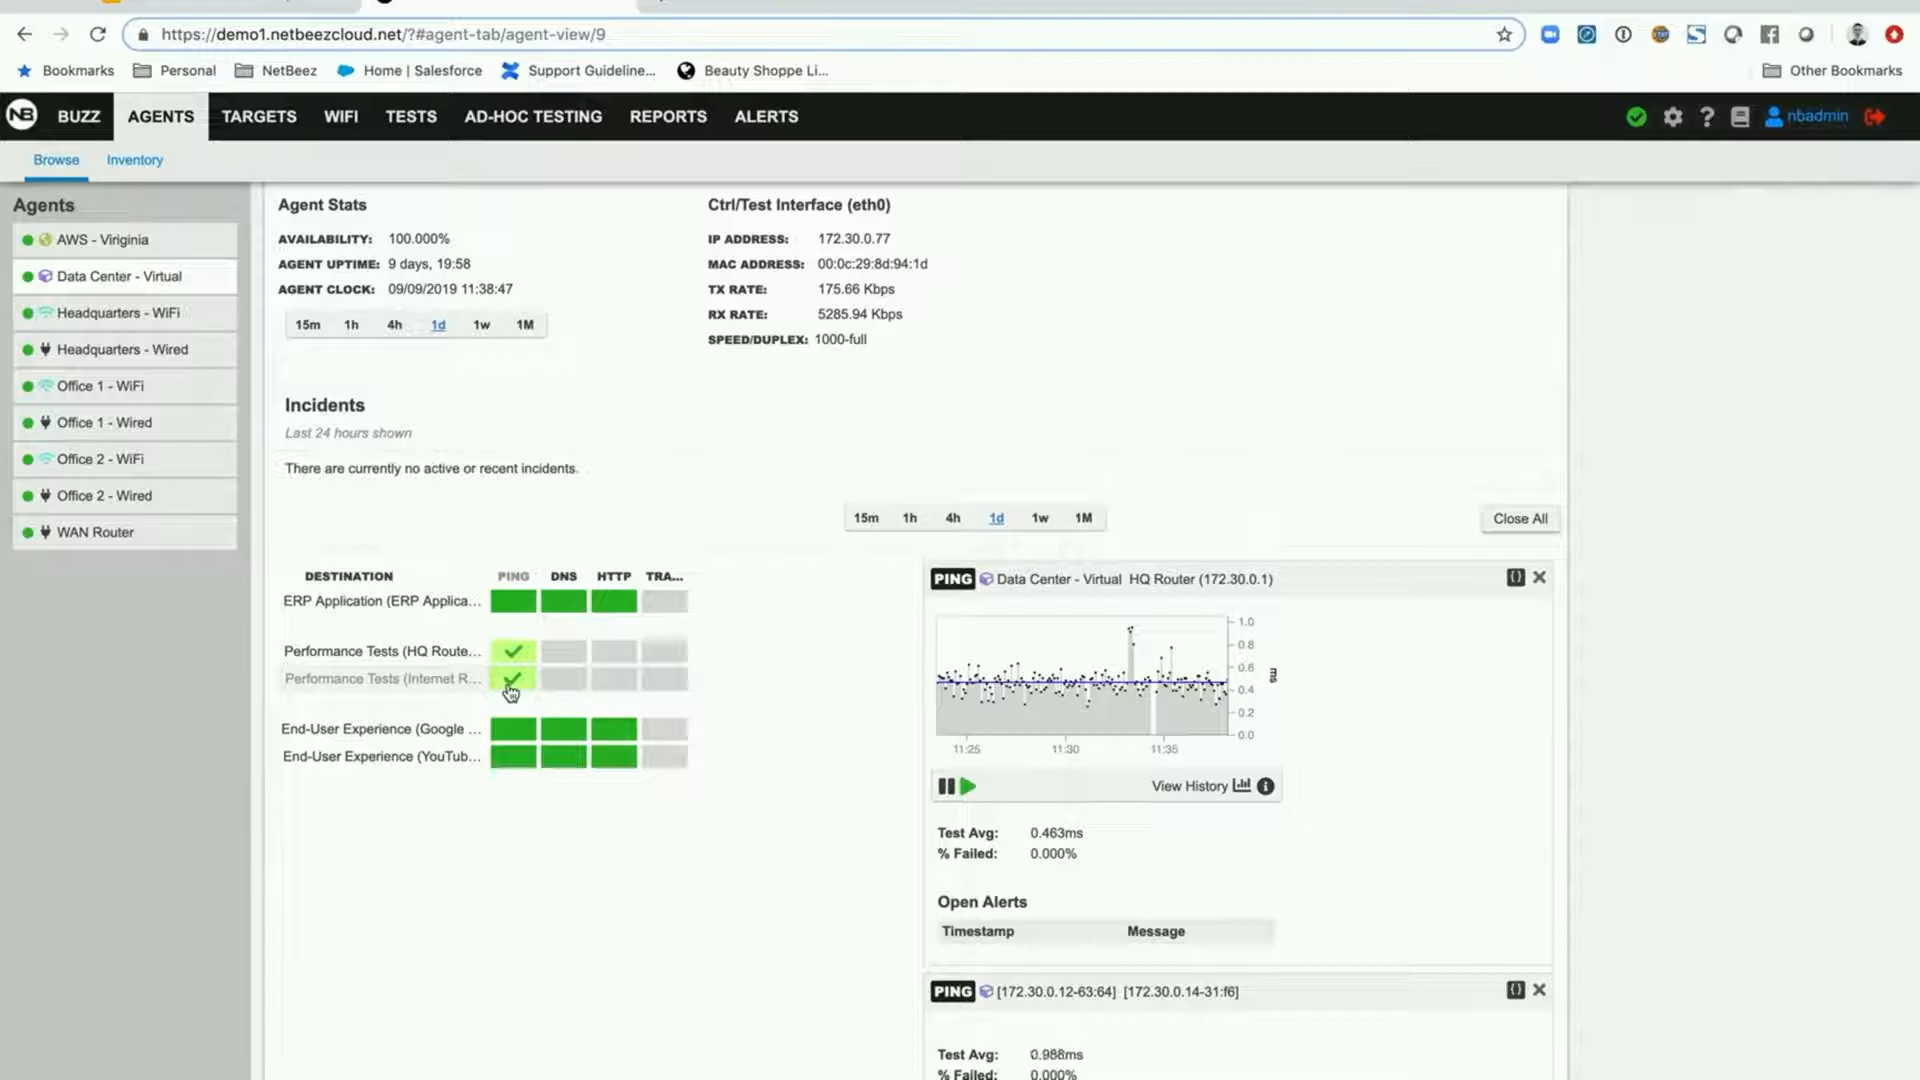 https://demo1.netbeezcloud.net/?#agent-tab/agent-view/9
Bookmarks Personal NetBeez Home | Salesforce Support Guideline... Beauty Shoppe Li... Other Bookmarks
NB BUZZ AGENTS TARGETS WIFI TESTS AD-HOC TESTING REPORTS ALERTS ? nbadmin
Browse Inventory
Agents
AWS - Viriginia
Data Center - Virtual
Headquarters - WiFi
Headquarters - Wired
Office 1 - WiFi
Office 1 - Wired
Office 2 - WiFi
Office 2 - Wired
WAN Router
Agent Stats
AVAILABILITY: 100.000%
AGENT UPTIME: 9 days, 19:58
AGENT CLOCK: 09/09/2019 11:38:47
15m 1h 4h 1d 1w 1M
Ctrl/Test Interface (eth0)
IP ADDRESS: 172.30.0.77
MAC ADDRESS: 00:0c:29:8d:94:1d
TX RATE: 175.66 Kbps
RX RATE: 5285.94 Kbps
SPEED/DUPLEX: 1000-full
Incidents
Last 24 hours shown
There are currently no active or recent incidents.
15m 1h 4h 1d 1w 1M
Close All
DESTINATION PING DNS HTTP TRA...
ERP Application (ERP Applica...
Performance Tests (HQ Route...
Performance Tests (Internet R...
End-User Experience (Google ...
End-User Experience (YouTub...
PING Data Center - Virtual HQ Router (172.30.0.1)
1.0
0.8
0.6
0.4
0.2
0.0
ms
11:25 11:30 11:35
View History
Test Avg: 0.463ms
% Failed: 0.000%
Open Alerts
Timestamp Message
PING [172.30.0.12-63:64] [172.30.0.14-31:f6]
Test Avg: 0.988ms
% Failed: 0.000%